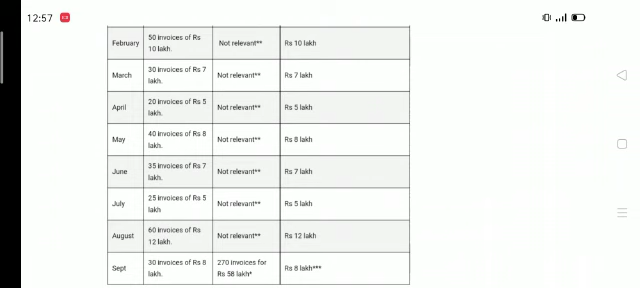 12:57
February 50 invoices of Rs 10 lakh. Not relevant** Rs 10 lakh
March 30 invoices of Rs 7 lakh. Not relevant** Rs 7 lakh
April 20 invoices of Rs 5 lakh. Not relevant** Rs 5 lakh
May 40 invoices of Rs 8 lakh. Not relevant** Rs 8 lakh
June 35 invoices of Rs 7 lakh. Not relevant** Rs 7 lakh
July 25 invoices of Rs 5 lakh Not relevant** Rs 5 lakh
August 60 invoices of Rs 12 lakh. Not relevant** Rs 12 lakh
Sept 30 invoices of Rs 8 lakh. 270 invoices for Rs 58 lakh* Rs 8 lakh***